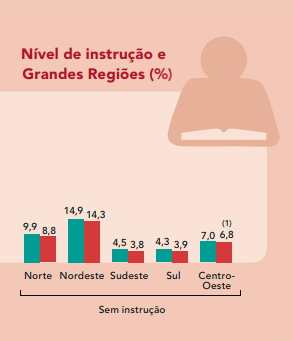 Nível de instrução e
Grandes Regiões (%)
14,9 14,3
(1)
9,9 8,8 4,5 3,8 4,3 3,9 7,0 6,8
Norte Nordeste Sudeste Sul Centro-
Oeste
Sem instrução